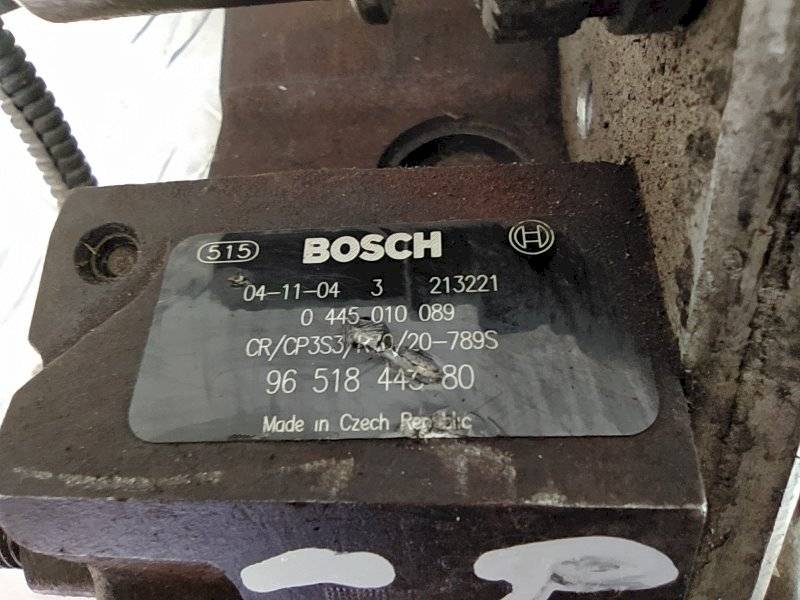 515 BOSCH
04-11-04 3 213221
0 445 010 089
CR/CP3S3/R70/20-789S
96 518 443 80
Made in Czech Republic